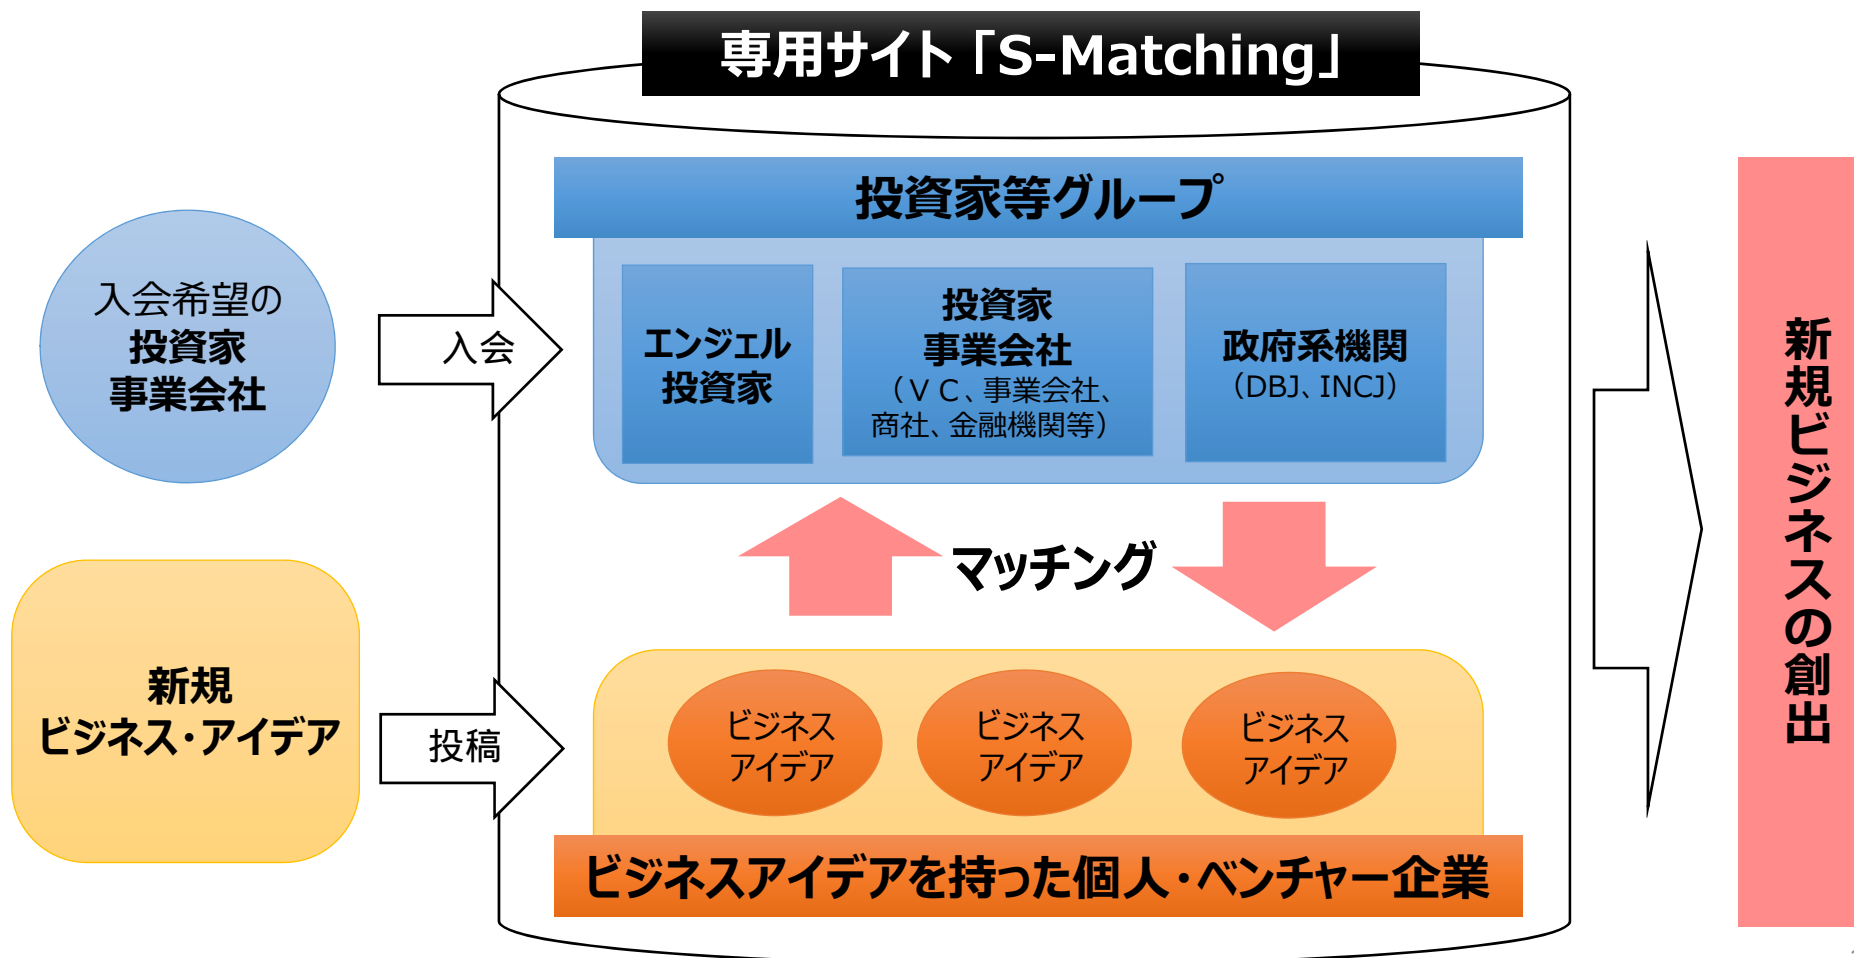 専用サイト「S-Matching」
投資家等グループ
入会希望の
投資家
事業会社
入会
エンジェル
投資家
投資家
事業会社
（ＶＣ、事業会社、
商社、金融機関等）
政府系機関
（DBJ、INCJ）
マッチング
新規
ビジネス・アイデア
投稿
ビジネス
アイデア
ビジネス
アイデア
ビジネス
アイデア
ビジネスアイデアを持った個人・ベンチャー企業
新規ビジネスの創出